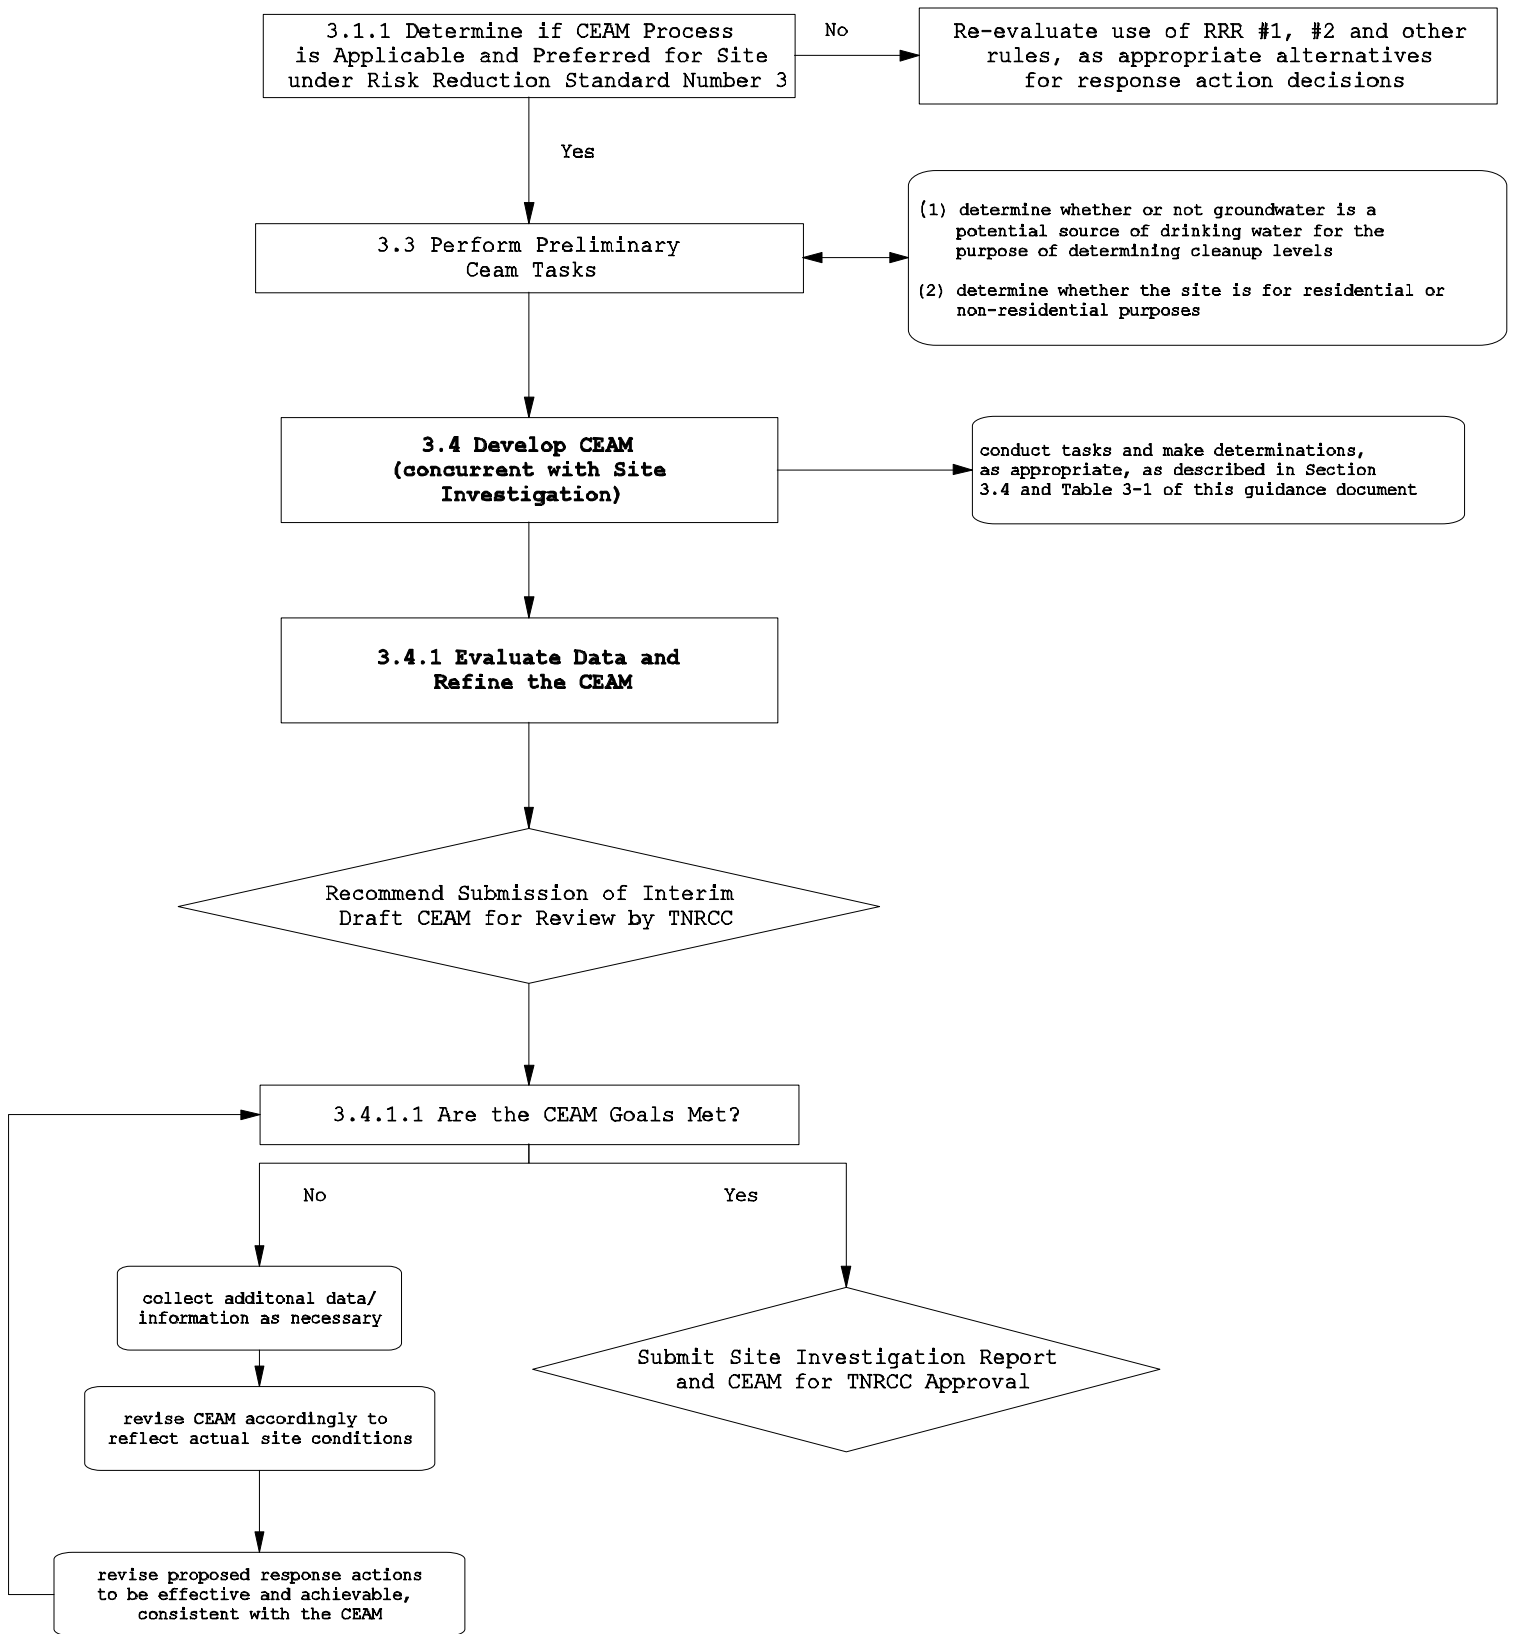 3.1.1 Determine if CEAM Process
is Applicable and Preferred for Site
under Risk Reduction Standard Number 3
No
Re-evaluate use of RRR #1, #2 and other
rules, as appropriate alternatives
for response action decisions
Yes
3.3 Perform Preliminary
Ceam Tasks
(1) determine whether or not groundwater is a
potential source of drinking water for the
purpose of determining cleanup levels
(2) determine whether the site is for residential or
non-residential purposes
3.4 Develop CEAM
(concurrent with Site
Investigation)
conduct tasks and make determinations,
as appropriate, as described in Section
3.4 and Table 3-1 of this guidance document
3.4.1 Evaluate Data and
Refine the CEAM
Recommend Submission of Interim
Draft CEAM for Review by TNRCC
3.4.1.1 Are the CEAM Goals Met?
No
Yes
collect additonal data/
information as necessary
Submit Site Investigation Report
and CEAM for TNRCC Approval
revise CEAM accordingly to
reflect actual site conditions
revise proposed response actions
to be effective and achievable,
consistent with the CEAM